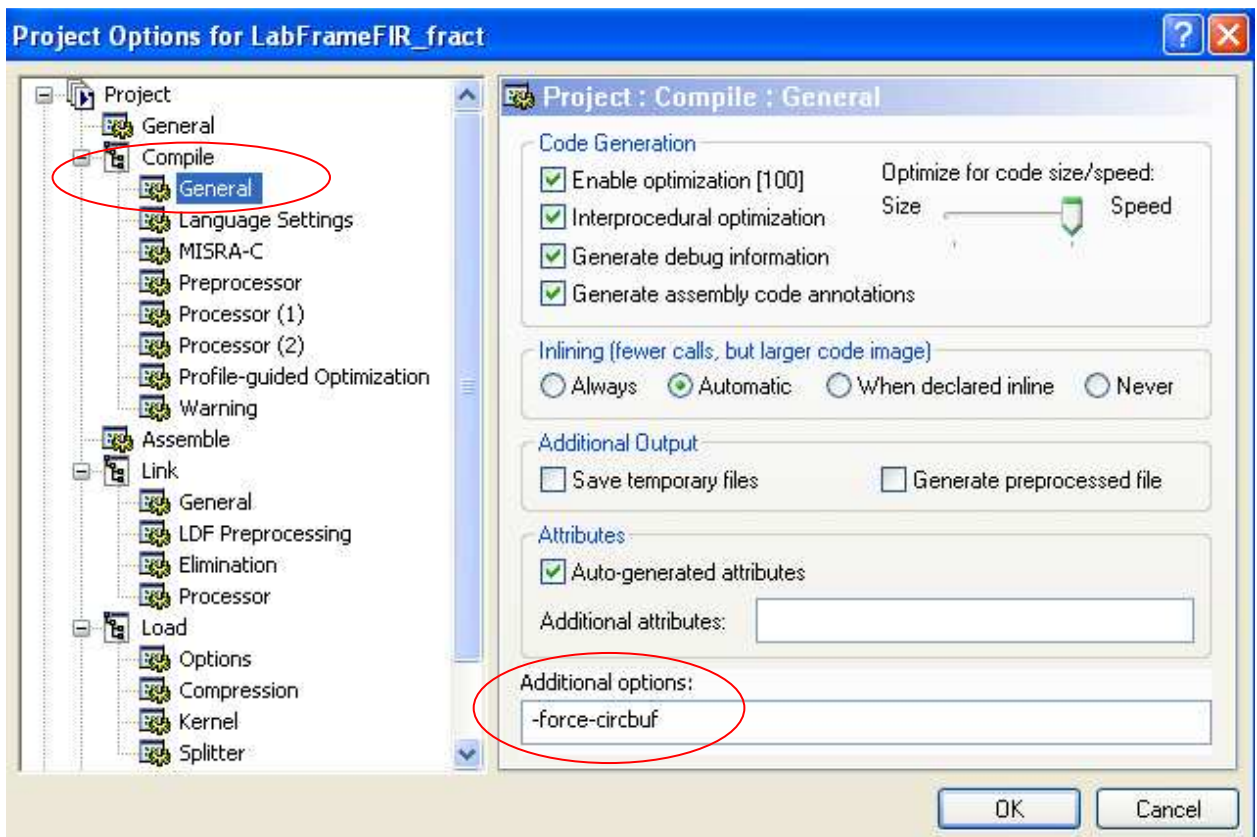 Project Options for LabFrameFIR_fract
Project
General
Compile
General
Language Settings
MISRA-C
Preprocessor
Processor (1)
Processor (2)
Profile-guided Optimization
Warning
Assemble
Link
General
LDF Preprocessing
Elimination
Processor
Load
Options
Compression
Kernel
Splitter
Project : Compile : General
Code Generation
Enable optimization [100]
Optimize for code size/speed:
Size Speed
Interprocedural optimization
Generate debug information
Generate assembly code annotations
Inlining (fewer calls, but larger code image)
Always Automatic When declared inline Never
Additional Output
Save temporary files Generate preprocessed file
Attributes
Auto-generated attributes
Additional attributes:
Additional options:
-force-circbuf
OK Cancel